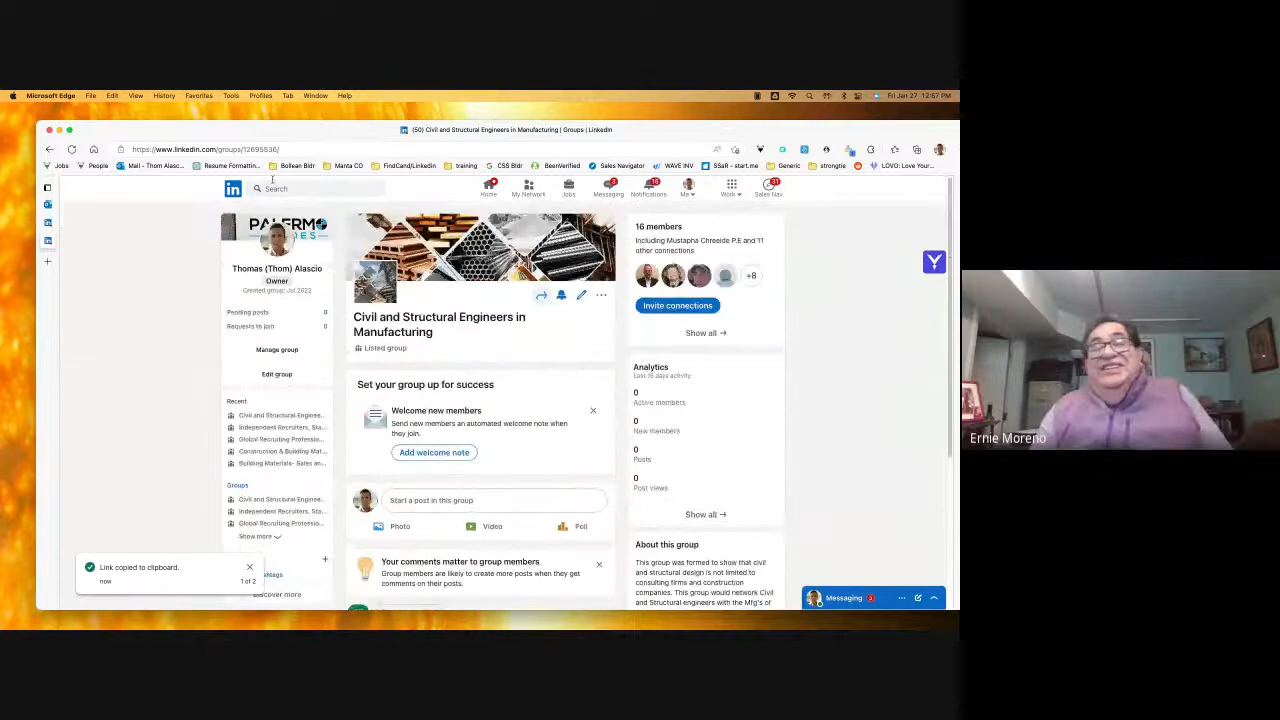 Microsoft Edge File Edit View History Favorites Tools Profiles Tab Window Help Fri Jan 27 12:57 PM
(50) Civil and Structural Engineers in Manufacturing | Groups | LinkedIn
https://www.linkedin.com/groups/12695636/
Jobs People Mail - Thom Alasc... Resume Formattin... Bollean Bldr Manta CO FindCand/LinkedIn training CGS Bldr BeenVerified Sales Navigator WAVE INV SSaR - start.me Generic strongtie LOVO: Love Your...
in Search Home My Network Jobs Messaging Notifications Me Work Sales Nav
PALERMO
Thomas (Thom) Alascio
Owner
Created group: Jul 2022
Pending posts 0
Requests to join 0
Manage group
Edit group
Recent
Civil and Structural Enginee...
Independent Recruiters, Sta...
Global Recruiting Professio...
Construction & Building Mat...
Building Materials- Sales an...
Groups
Civil and Structural Enginee...
Independent Recruiters, Sta...
Global Recruiting Professio...
Show more
Discover more
Link copied to clipboard.
now 1 of 2
Civil and Structural Engineers in
Manufacturing
Listed group
Set your group up for success
Welcome new members
Send new members an automated welcome note when
they join.
Add welcome note
Start a post in this group
Photo Video Poll
Your comments matter to group members
Group members are likely to create more posts when they get
comments on their posts.
16 members
Including Mustapha Chreeide P.E and 11
other connections
+8
Invite connections
Show all →
Analytics
Last 15 days activity
0
Active members
0
New members
0
Posts
0
Post views
Show all →
About this group
This group was formed to show that civil
and structural design is not limited to
consulting firms and construction
companies. This group would network Civil
and Structural engineers with the Mfg's of
Messaging 3
Ernie Moreno